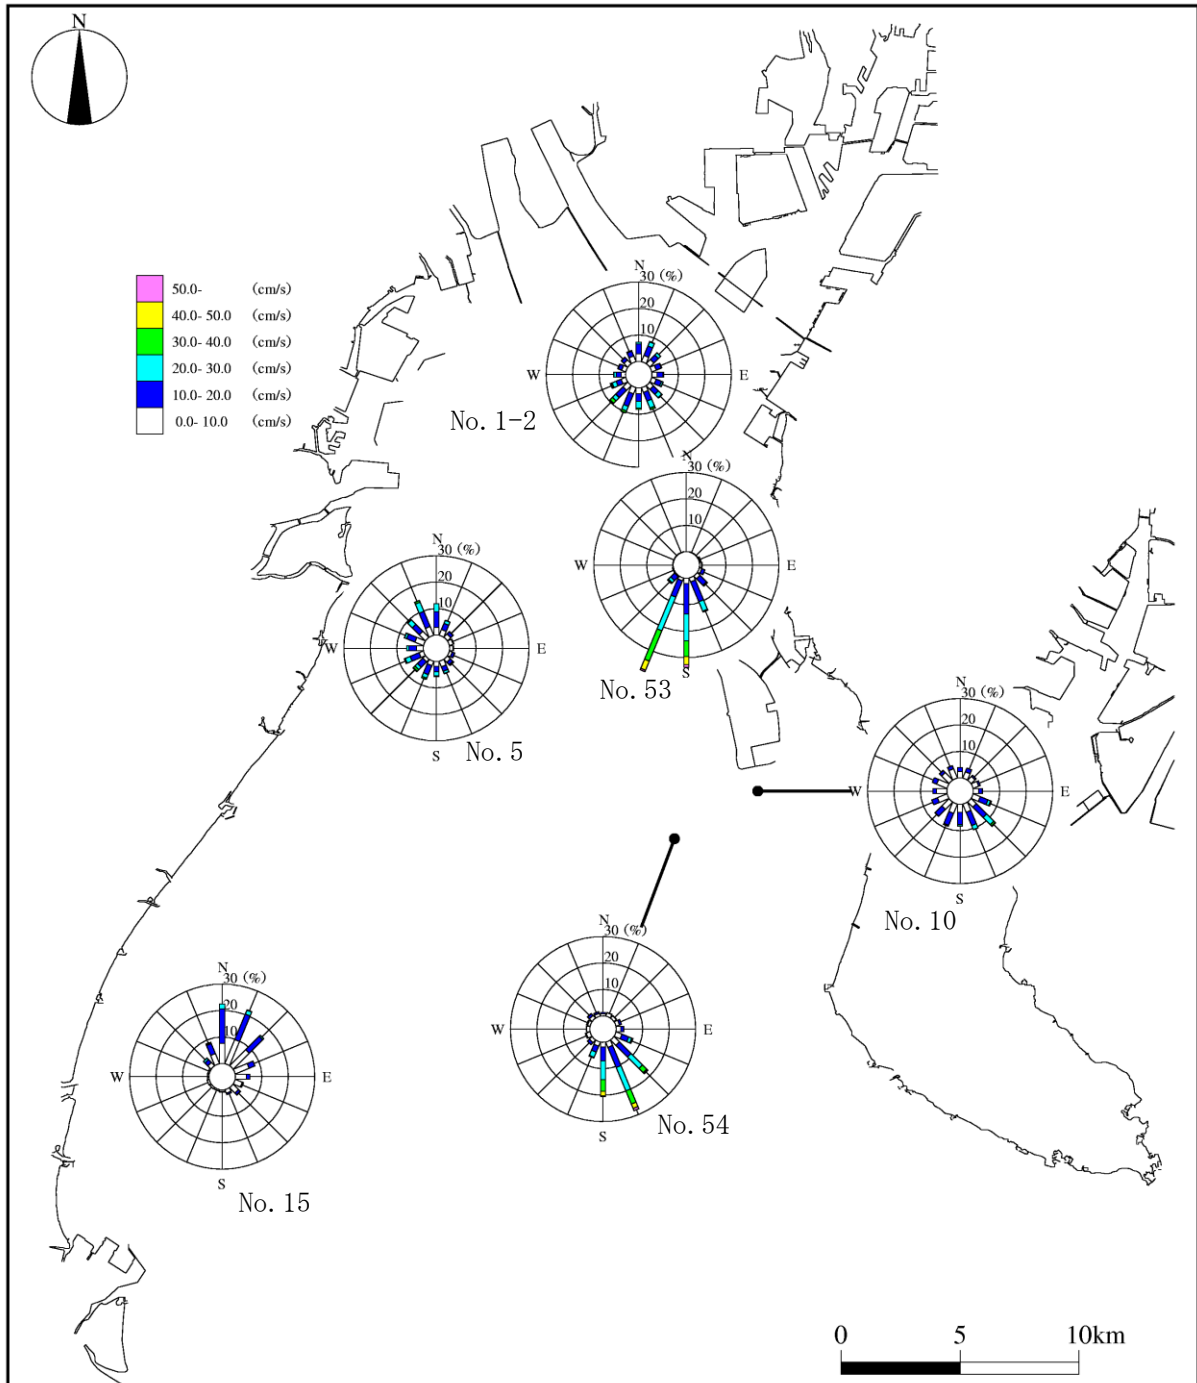 N
50.0- (cm/s)
40.0- 50.0 (cm/s)
30.0- 40.0 (cm/s)
20.0- 30.0 (cm/s)
10.0- 20.0 (cm/s)
0.0- 10.0 (cm/s)
N
30 (%)
20
10
W
E
No. 1-2
N
30 (%)
20
10
W
E
S
No. 53
N
30 (%)
20
10
W
E
S
No. 5
N
30 (%)
20
10
W
E
S
No. 10
N
30 (%)
20
10
W
E
S
No. 54
N
30 (%)
20
10
W
E
S
No. 15
0 5 10km